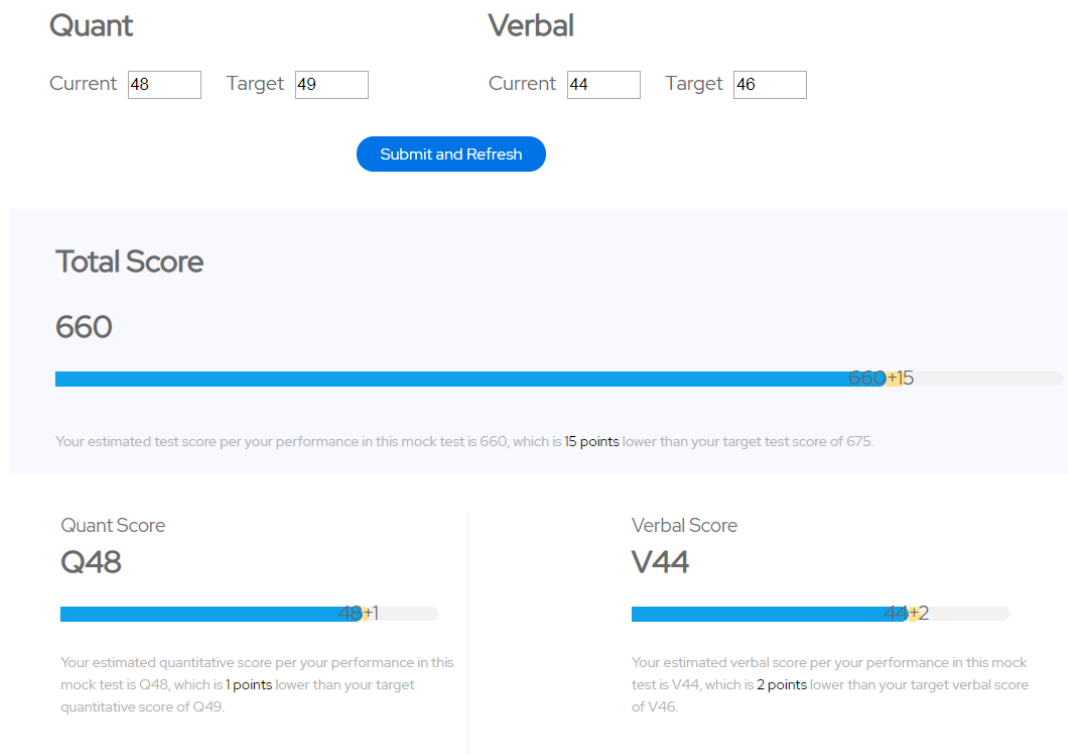 Quant Verbal
Current 48 Target 49 Current 44 Target 46
Submit and Refresh
Total Score
660
660+15
Your estimated test score per your performance in this mock test is 660, which is 15 points lower than your target test score of 675.
Quant Score
Q48
48+1
Your estimated quantitative score per your performance in this
mock test is Q48, which is 1 points lower than your target
quantitative score of Q49.
Verbal Score
V44
44+2
Your estimated verbal score per your performance in this mock
test is V44, which is 2 points lower than your target verbal score
of V46.